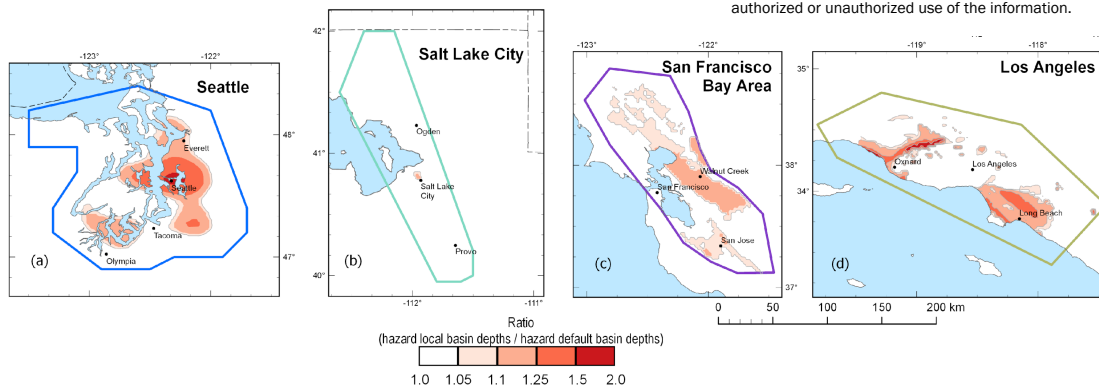 authorized or unauthorized use of the information.
-123° -122°
Seattle
48°
47°
Everett
Seattle
Tacoma
Olympia
(a)
42°
41°
40°
Salt Lake City
Ogden
Salt Lake
City
Provo
(b)
-112° -111°
-123° -122°
San Francisco
Bay Area
38°
37°
Walnut Creek
San Francisco
San Jose
(c)
-119° -118°
35°
34°
Los Angeles
Oxnard
Los Angeles
Long Beach
(d)
0 50 100 150 200 km
Ratio
(hazard local basin depths / hazard default basin depths)
1.0 1.05 1.1 1.25 1.5 2.0